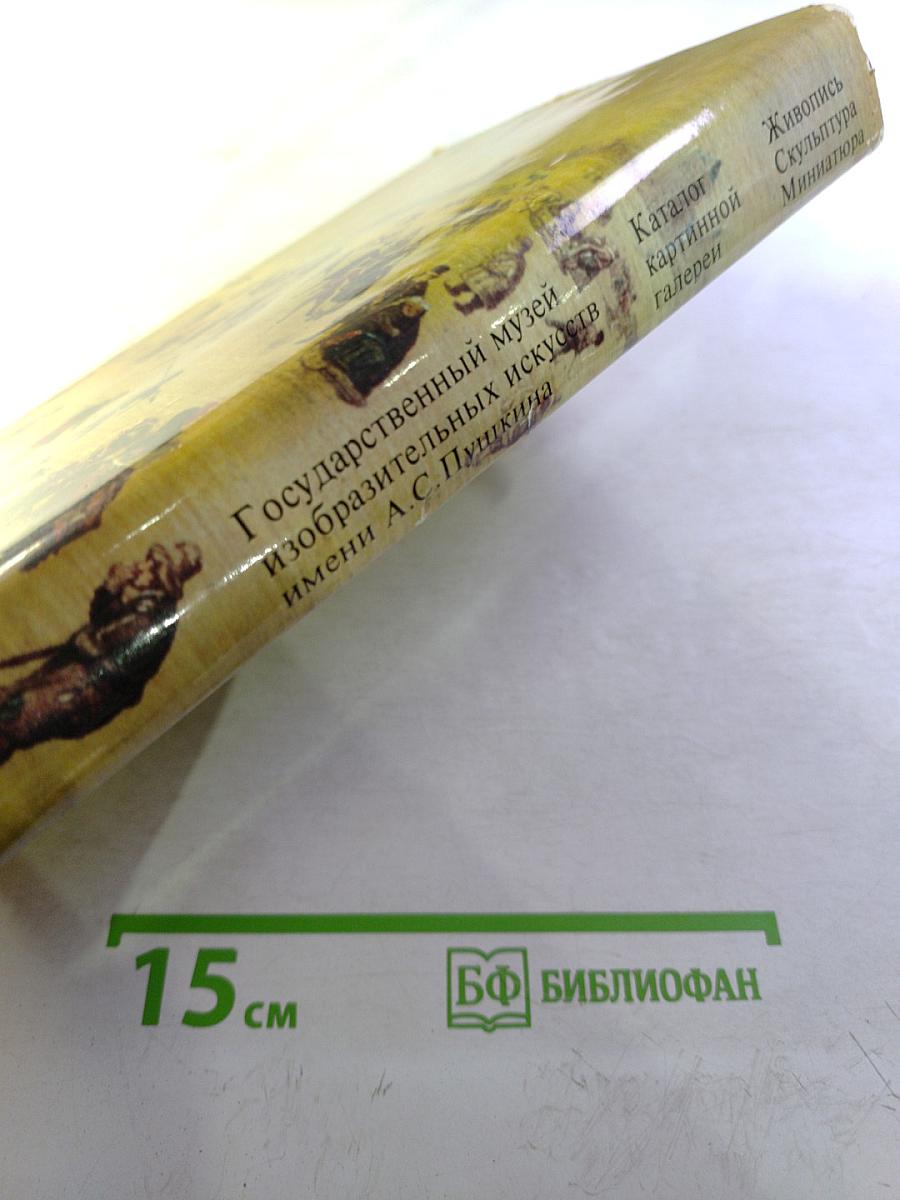 Государственный музей
изобразительных искусств
имени А.С.Пушкина
Каталог
картинной
галереи
Живопись
Скульптура
Миниатюра
15 см
БФ БИБЛИОФАН